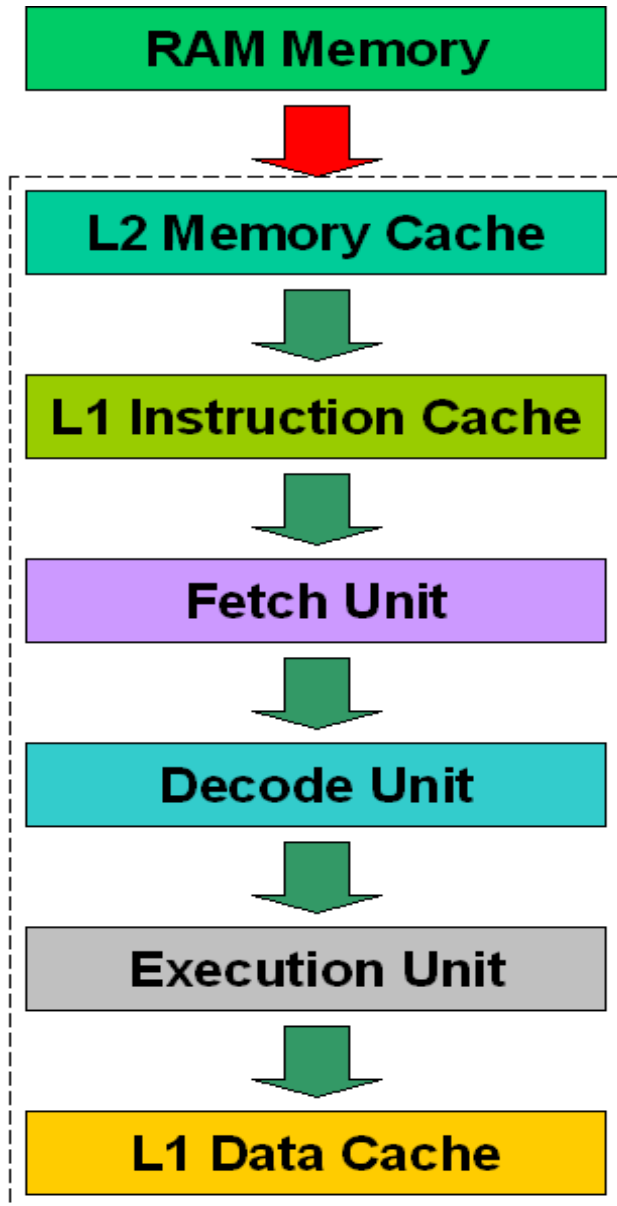 RAM Memory
L2 Memory Cache
L1 Instruction Cache
Fetch Unit
Decode Unit
Execution Unit
L1 Data Cache